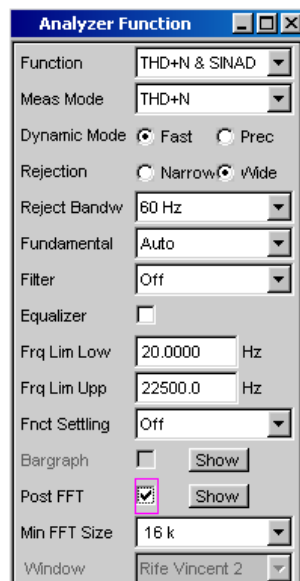 Analyzer Function
Function THD+N & SINAD
Meas Mode THD+N
Dynamic Mode Fast Prec
Rejection Narrow Wide
Reject Bandw 60 Hz
Fundamental Auto
Filter Off
Equalizer
Frq Lim Low 20.0000 Hz
Frq Lim Upp 22500.0 Hz
Fnct Settling Off
Bargraph Show
Post FFT Show
Min FFT Size 16 k
Window Rife Vincent 2